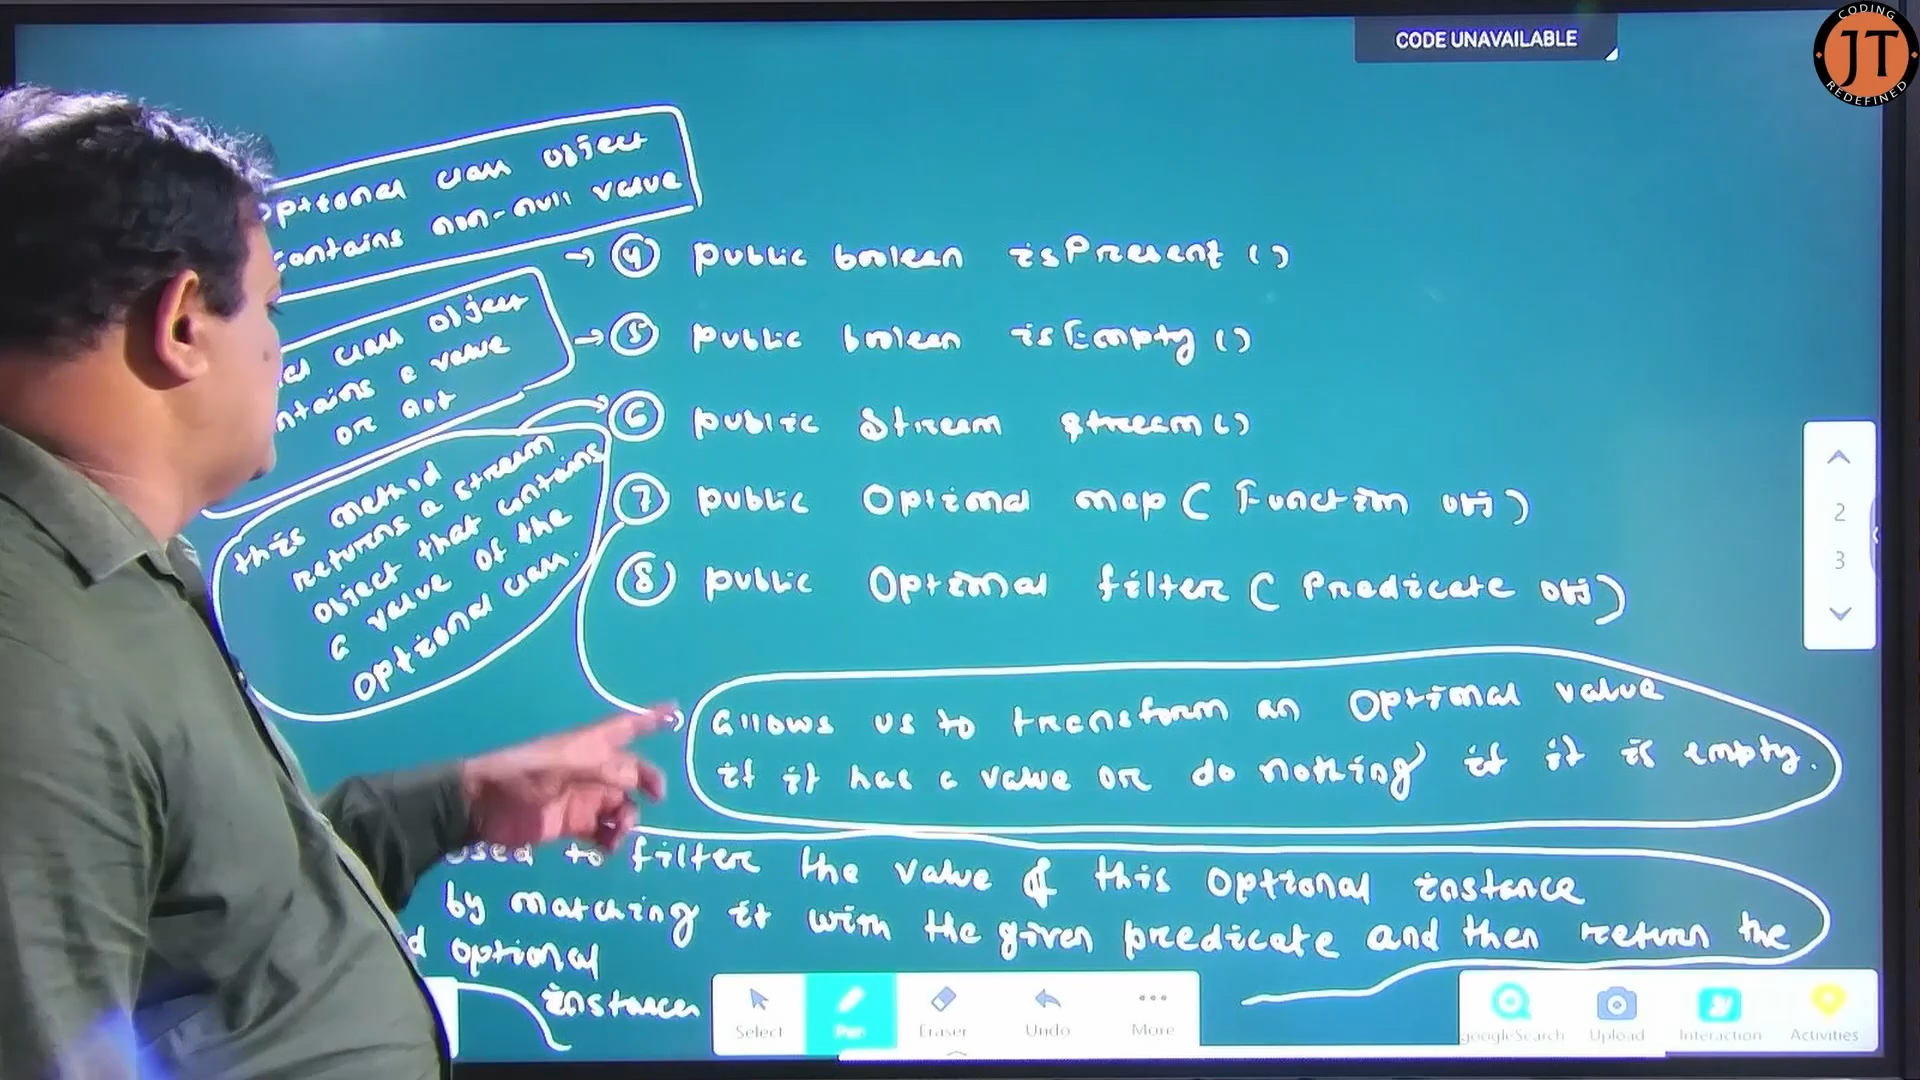 CODE UNAVAILABLE
CODING
JT
REDEFINED
optional class object
contains non-null value
→ 4 public boolean isPresent ()
class object
contains a value
or not
→ 5 public boolean isEmpty ()
6 public Stream stream()
this method
returns a stream
object that contains
a value of the
optional class.
7 public Optional map ( Function obj )
8 public Optional filter ( Predicate obj )
allows us to transform an Optional value
if it has a value or do nothing if it is empty.
used to filter the value of this Optional instance
by matching it with the given predicate and then return the
optional
instances
2
3
Select
Pen
Eraser
Undo
More
googleSearch
Upload
Interaction
Activities